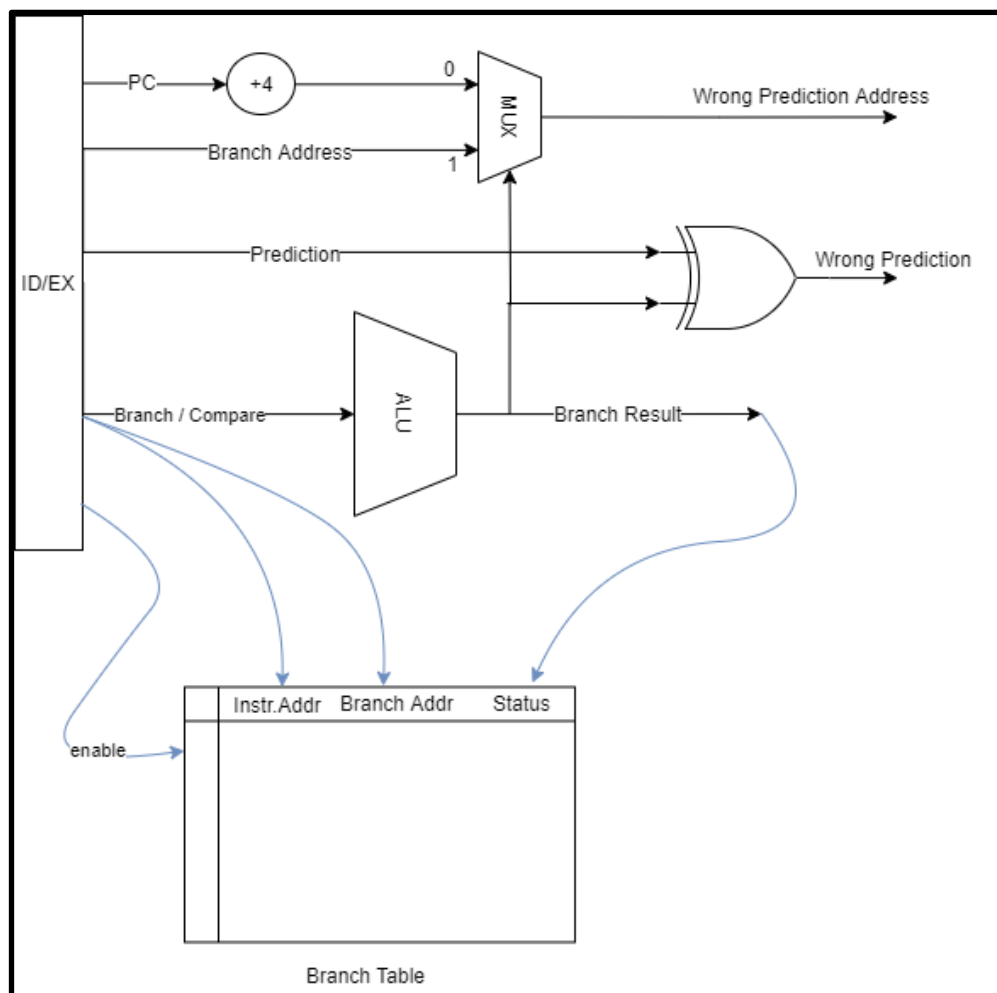 PC
+4
0
MUX
Wrong Prediction Address
Branch Address
1
Prediction
Wrong Prediction
ID/EX
ALU
Branch / Compare
Branch Result
Instr.Addr
Branch Addr
Status
enable
Branch Table